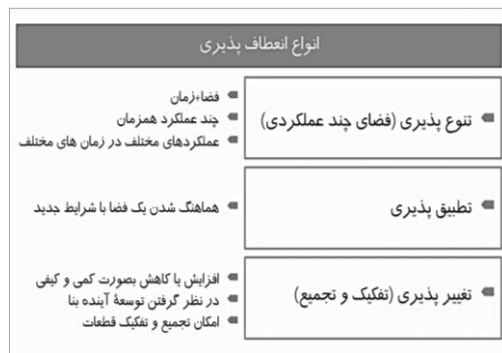 انواع انعطاف پذیری
تنوع پذیری (فضای چند عملکردی)
فضا+زمان
چند عملکرد همزمان
عملکردهای مختلف در زمان های مختلف
تطبیق پذیری
هماهنگ شدن یک فضا با شرایط جدید
تغییر پذیری (تفکیک و تجمیع)
افزایش یا کاهش بصورت کمی و کیفی
در نظر گرفتن توسعهٔ آینده بنا
امکان تجمیع و تفکیک قطعات